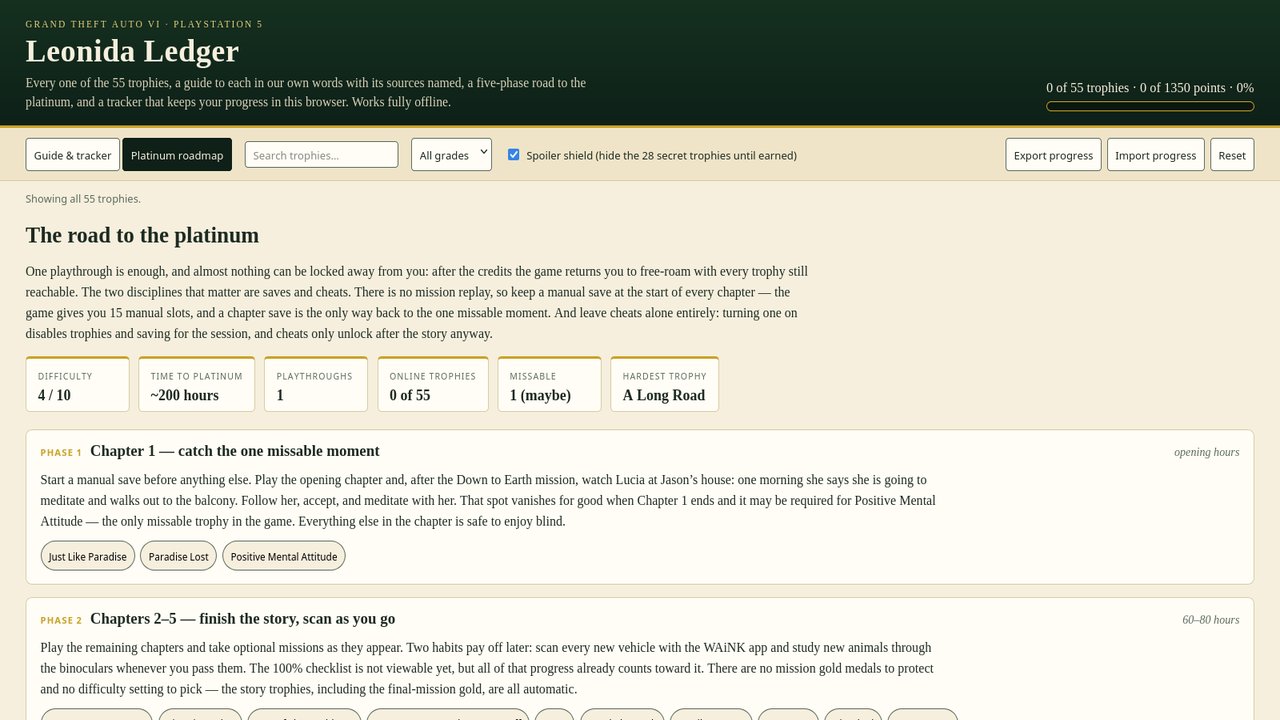 GRAND THEFT AUTO VI · PLAYSTATION 5
Leonida Ledger
Every one of the 55 trophies, a guide to each in our own words with its sources named, a five-phase road to the
platinum, and a tracker that keeps your progress in this browser. Works fully offline.
0 of 55 trophies · 0 of 1350 points · 0%
Guide & tracker
Platinum roadmap
Search trophies...
All grades
Spoiler shield (hide the 28 secret trophies until earned)
Export progress
Import progress
Reset
Showing all 55 trophies.
The road to the platinum
One playthrough is enough, and almost nothing can be locked away from you: after the credits the game returns you to free-roam with every trophy still
reachable. The two disciplines that matter are saves and cheats. There is no mission replay, so keep a manual save at the start of every chapter — the
game gives you 15 manual slots, and a chapter save is the only way back to the one missable moment. And leave cheats alone entirely: turning one on
disables trophies and saving for the session, and cheats only unlock after the story anyway.
DIFFICULTY
4 / 10
TIME TO PLATINUM
~200 hours
PLAYTHROUGHS
1
ONLINE TROPHIES
0 of 55
MISSABLE
1 (maybe)
HARDEST TROPHY
A Long Road
PHASE 1 Chapter 1 — catch the one missable moment
opening hours
Start a manual save before anything else. Play the opening chapter and, after the Down to Earth mission, watch Lucia at Jason’s house: one morning she says she is going to
meditate and walks out to the balcony. Follow her, accept, and meditate with her. That spot vanishes for good when Chapter 1 ends and it may be required for Positive Mental
Attitude — the only missable trophy in the game. Everything else in the chapter is safe to enjoy blind.
Just Like Paradise
Paradise Lost
Positive Mental Attitude
PHASE 2 Chapters 2–5 — finish the story, scan as you go
60–80 hours
Play the remaining chapters and take optional missions as they appear. Two habits pay off later: scan every new vehicle with the WAiNK app and study new animals through
the binoculars whenever you pass them. The 100% checklist is not viewable yet, but all of that progress already counts toward it. There are no mission gold medals to protect
and no difficulty setting to pick — the story trophies, including the final-mission gold, are all automatic.